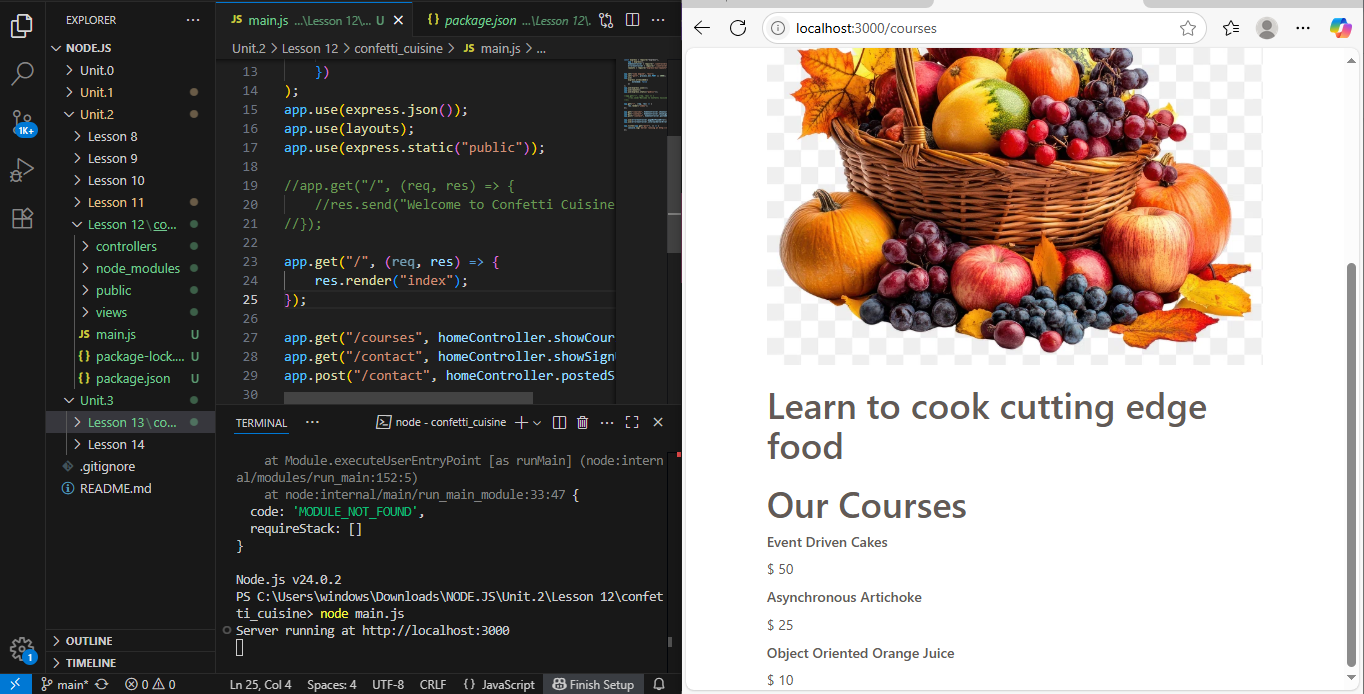 EXPLORER ...
NODEJS
Unit.0
Unit.1
Unit.2
Lesson 8
Lesson 9
Lesson 10
Lesson 11
Lesson 12 \ co...
controllers
node_modules
public
views
JS main.js U
{} package-lock.... U
{} package.json U
Unit.3
Lesson 13 \ co...
Lesson 14
.gitignore
README.md
OUTLINE
TIMELINE
1K+
1
JS main.js ...\Lesson 12\... U
{} package.json ...\Lesson 12\.
Unit.2 > Lesson 12 > confetti_cuisine > JS main.js > ...
13 })
14 );
15 app.use(express.json());
16 app.use(layouts);
17 app.use(express.static("public"));
18
19 //app.get("/", (req, res) => {
20 //res.send("Welcome to Confetti Cuisine
21 //});
22
23 app.get("/", (req, res) => {
24 res.render("index");
25 });
26
27 app.get("/courses", homeController.showCour
28 app.get("/contact", homeController.showSign
29 app.post("/contact", homeController.postedS
30
TERMINAL ... node - confetti_cuisine
at Module.executeUserEntryPoint [as runMain] (node:intern
al/modules/run_main:152:5)
at node:internal/main/run_main_module:33:47 {
code: 'MODULE_NOT_FOUND',
requireStack: []
}
Node.js v24.0.2
PS C:\Users\windows\Downloads\NODE.JS\Unit.2\Lesson 12\confet
ti_cuisine> node main.js
Server running at http://localhost:3000
main* 0 0 Ln 25, Col 4 Spaces: 4 UTF-8 CRLF {} JavaScript Finish Setup
localhost:3000/courses
Learn to cook cutting edge
food
Our Courses
Event Driven Cakes
$ 50
Asynchronous Artichoke
$ 25
Object Oriented Orange Juice
$ 10